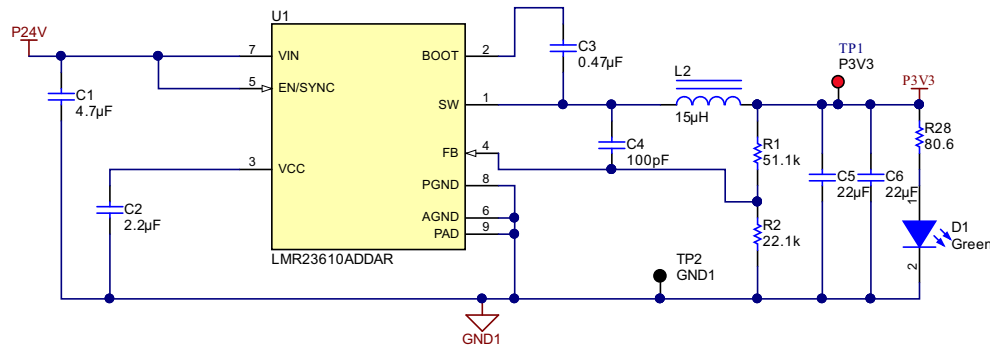 U1
P24V
7 VIN
BOOT 2
C3
0.47µF
TP1
P3V3
P3V3
5 EN/SYNC
C1
4.7µF
SW 1
L2
15µH
R28
80.6
C4
100pF
FB 4
R1
51.1k
3 VCC
PGND 8
C5
22µF
C6
22µF
1
C2
2.2µF
AGND 6
PAD 9
R2
22.1k
D1
Green
2
LMR23610ADDAR
TP2
GND1
GND1